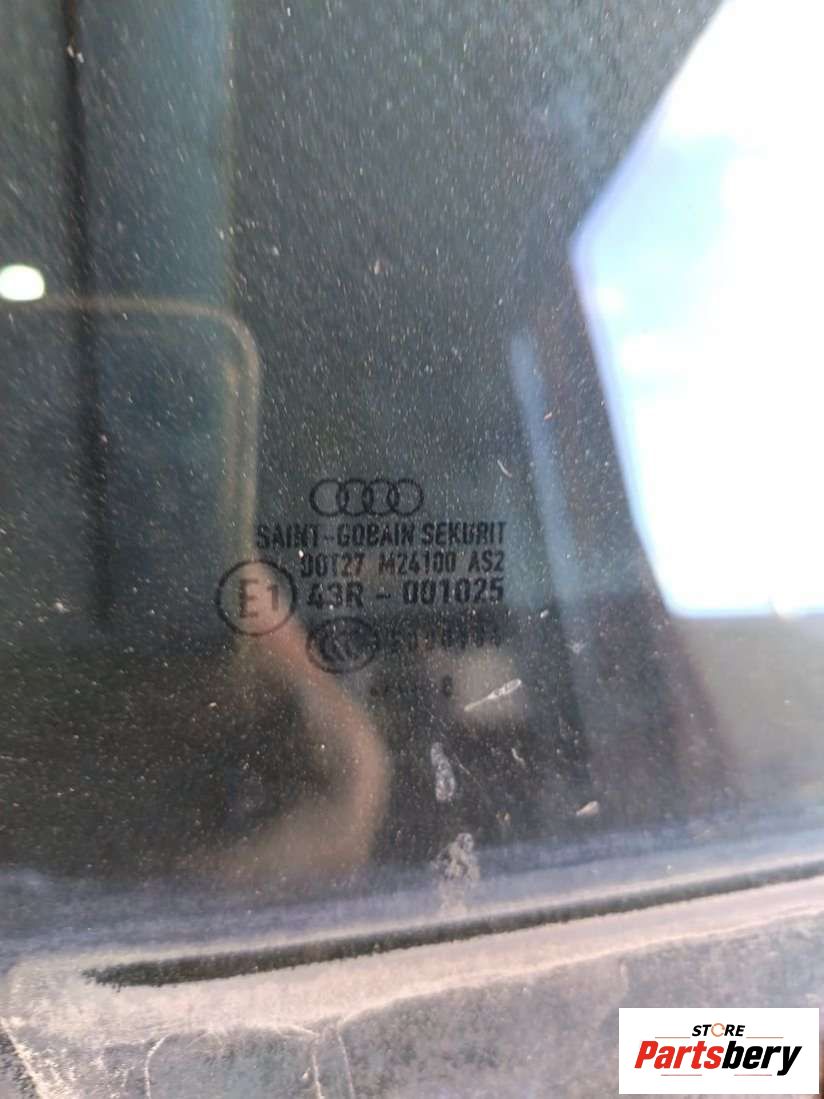 SAINT-GOBAIN SEKURIT
DOT27 M24100 AS2
E1 43R - 001025
STORE
Partsbery